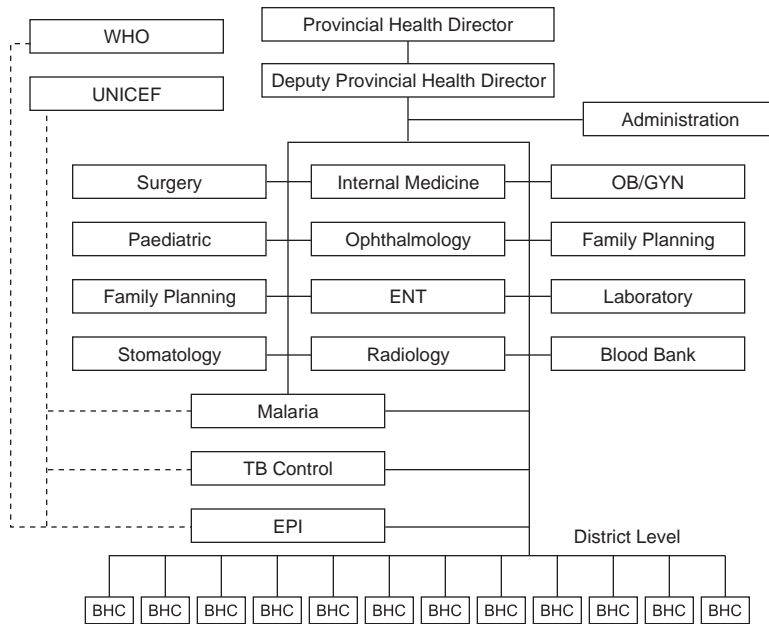 Provincial Health Director
WHO
Deputy Provincial Health Director
UNICEF
Administration
Surgery
Internal Medicine
OB/GYN
Paediatric
Ophthalmology
Family Planning
Family Planning
ENT
Laboratory
Stomatology
Radiology
Blood Bank
Malaria
TB Control
EPI
District Level
BHC
BHC
BHC
BHC
BHC
BHC
BHC
BHC
BHC
BHC
BHC
BHC